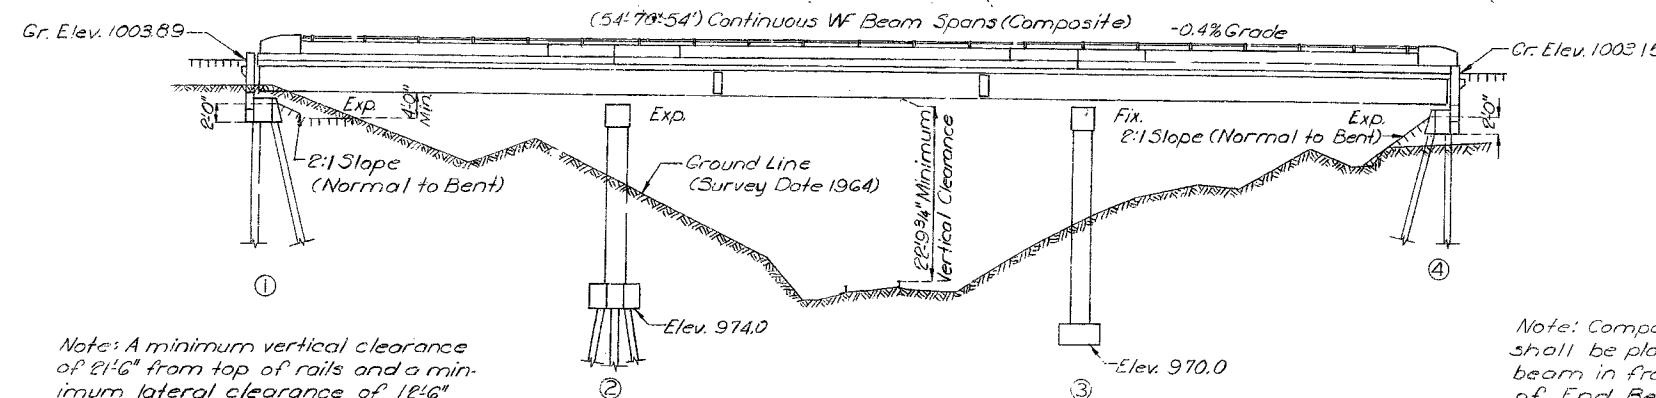 (54'-70'-54') Continuous WF Beam Spans (Composite)
-0.4% Grade
Gr. Elev. 1003.89
Gr. Elev. 1003.15
2'-0"
Exp.
4'-0"
Min.
Exp.
Fix.
Exp.
2:1 Slope (Normal to Bent)
2'-0"
2:1 Slope
(Normal to Bent)
Ground Line
(Survey Date 1964)
22'-9¾" Minimum
Vertical Clearance
1
4
Elev. 974.0
Elev. 970.0
2
3
Note: A minimum vertical clearance
of 21'-6" from top of rails and a min-
imum lateral clearance of 12'-6"
Note: Compo
shall be pla
beam in fro
of End Be